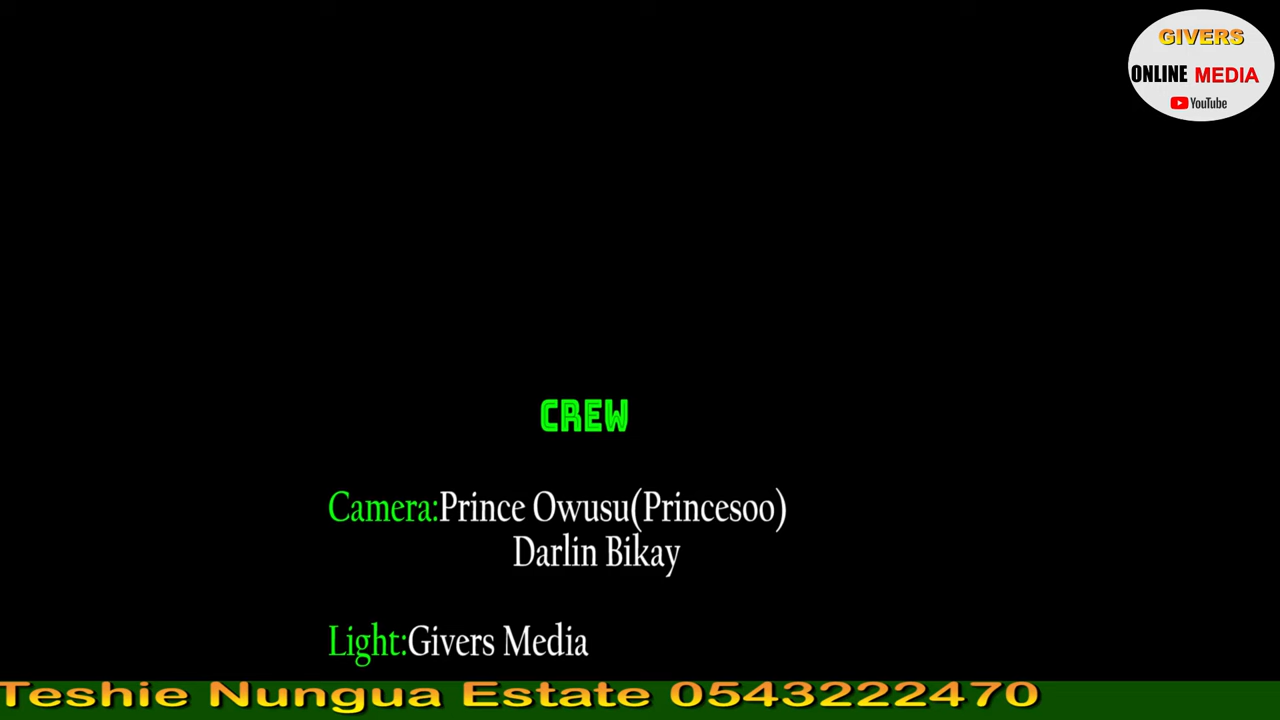 GIVERS
ONLINE MEDIA
YouTube
CREW
Camera:Prince Owusu(Princesoo)
Darlin Bikay
Light:Givers Media
Teshie Nungua Estate 0543222470